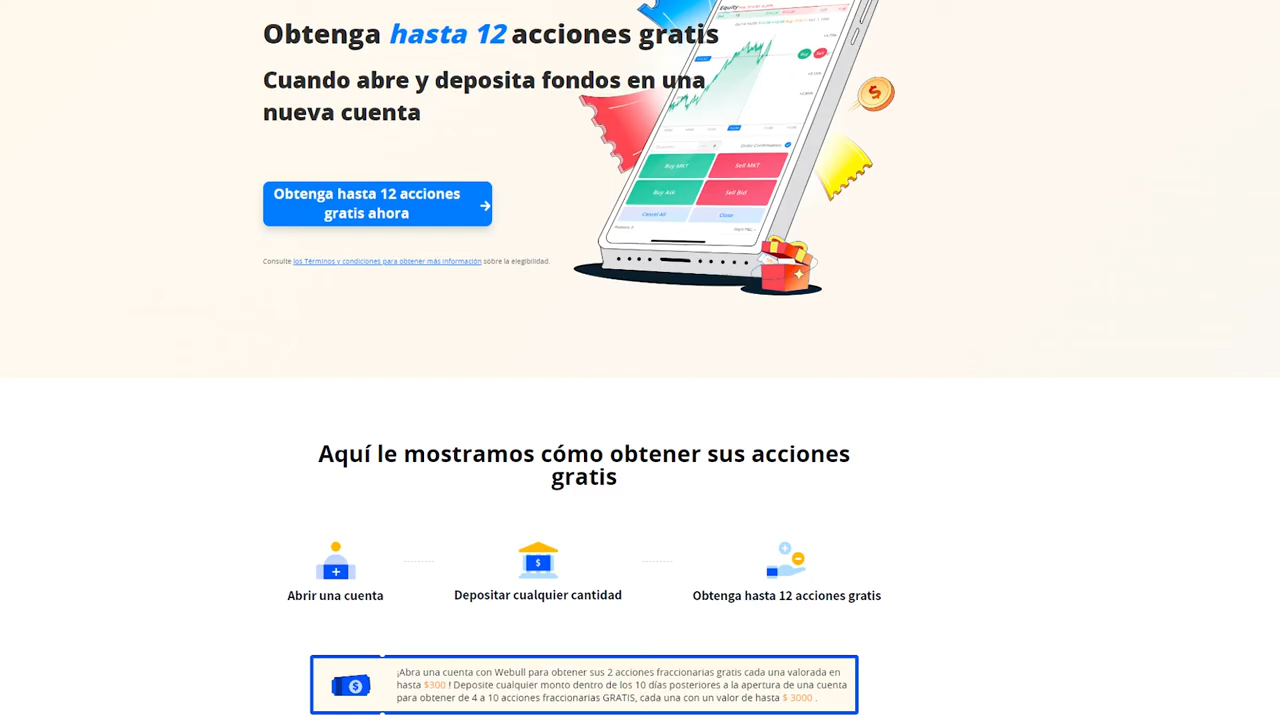 Obtenga hasta 12 acciones gratis
Cuando abre y deposita fondos en una
nueva cuenta
Obtenga hasta 12 acciones
gratis ahora
Consulte los Términos y condiciones para obtener más información sobre la elegibilidad.
Equity
Buy MKT
Sell MKT
Buy Ask
Sell Bid
Cancel All
Close
Aquí le mostramos cómo obtener sus acciones
gratis
Abrir una cuenta
Depositar cualquier cantidad
Obtenga hasta 12 acciones gratis
¡Abra una cuenta con Webull para obtener sus 2 acciones fraccionarias gratis cada una valorada en
hasta $300 ! Deposite cualquier monto dentro de los 10 días posteriores a la apertura de una cuenta
para obtener de 4 a 10 acciones fraccionarias GRATIS, cada una con un valor de hasta $ 3000 .